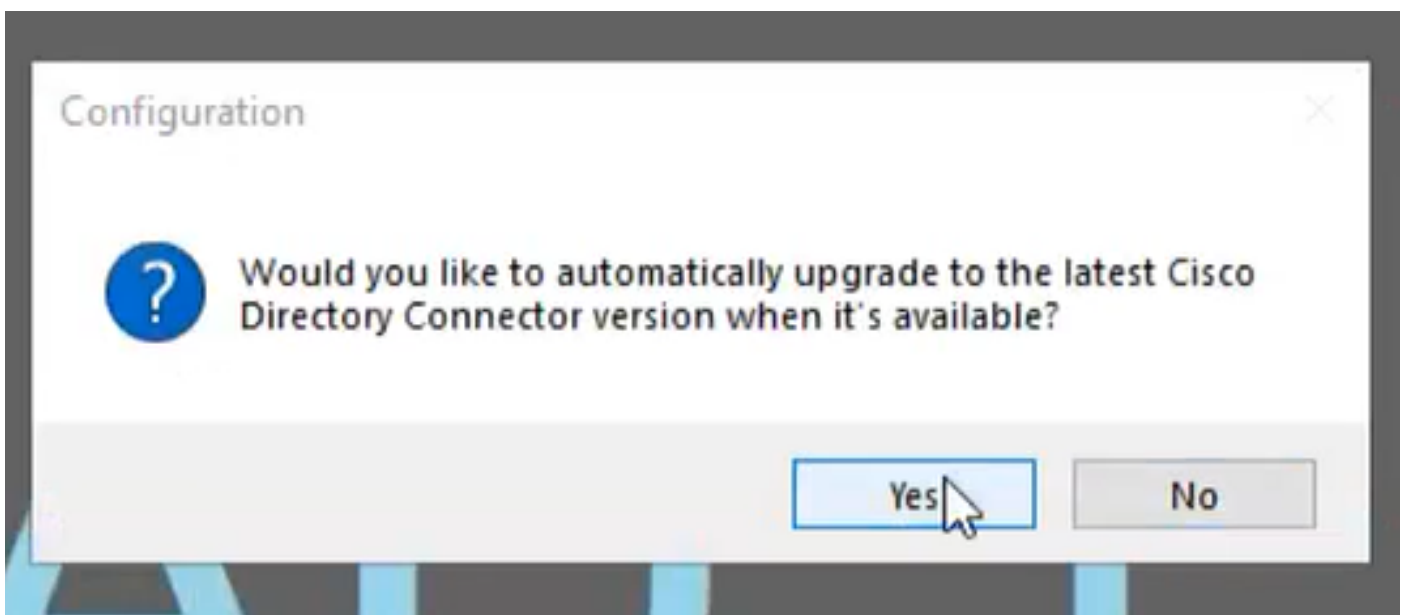 Configuration
Would you like to automatically upgrade to the latest Cisco
Directory Connector version when it's available?
Yes
No